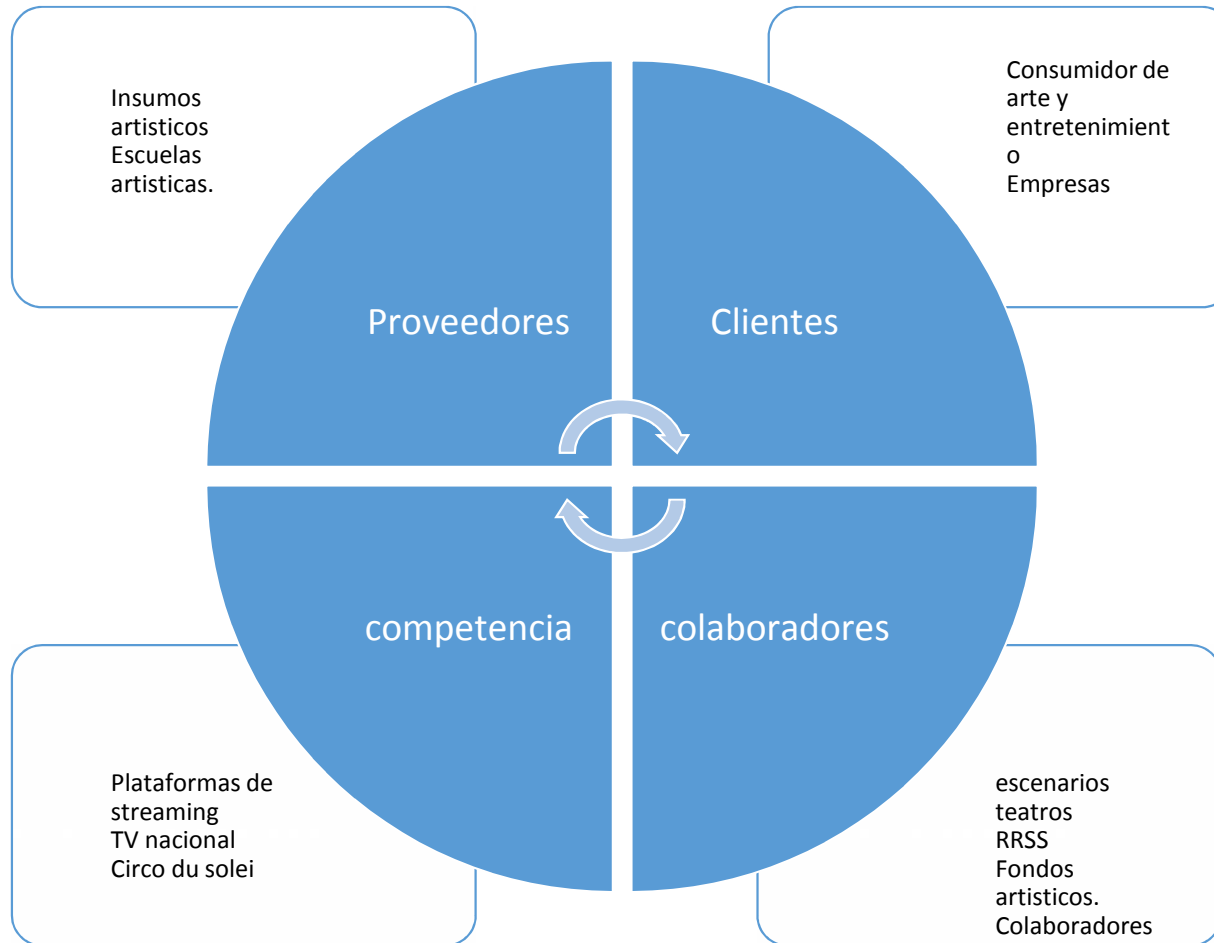 Insumos
artisticos
Escuelas
artisticas.
Consumidor de
arte y
entretenimient
o
Empresas
Proveedores
Clientes
competencia
colaboradores
Plataformas de
streaming
TV nacional
Circo du solei
escenarios
teatros
RRSS
Fondos
artisticos.
Colaboradores